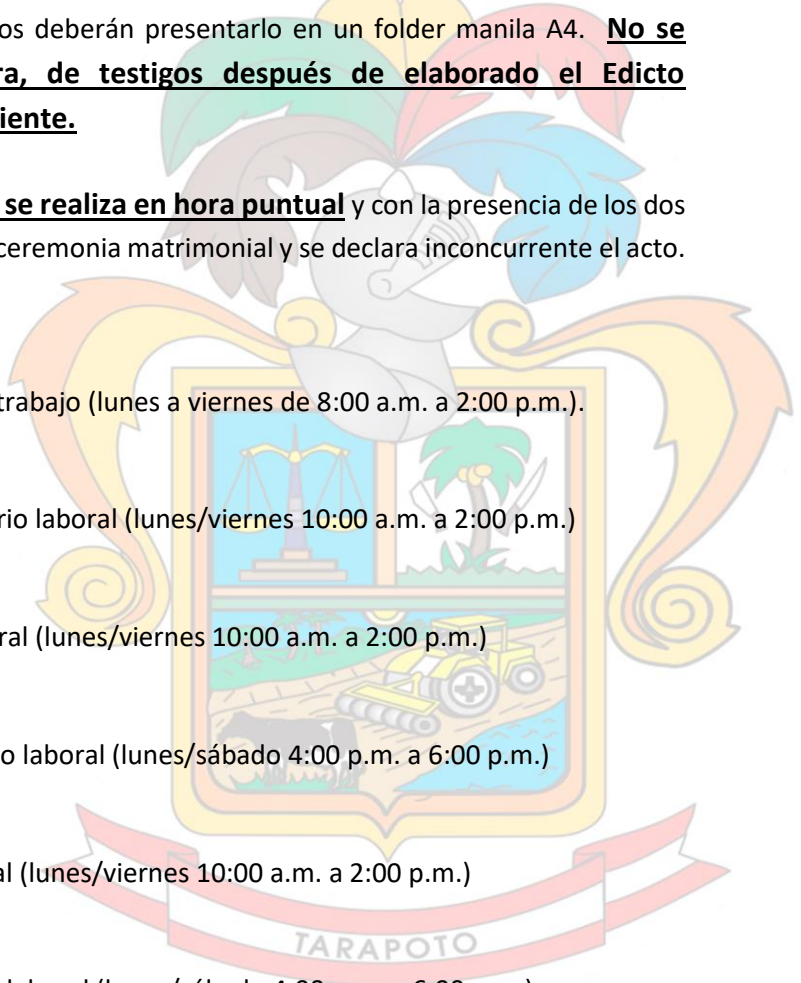 os deberán presentarlo en un folder manila A4. No se
ra, de testigos después de elaborado el Edicto
iente.
se realiza en hora puntual y con la presencia de los dos
ceremonia matrimonial y se declara inconcurrente el acto.
trabajo (lunes a viernes de 8:00 a.m. a 2:00 p.m.).
rio laboral (lunes/viernes 10:00 a.m. a 2:00 p.m.)
ral (lunes/viernes 10:00 a.m. a 2:00 p.m.)
o laboral (lunes/sábado 4:00 p.m. a 6:00 p.m.)
al (lunes/viernes 10:00 a.m. a 2:00 p.m.)
TARAPOTO